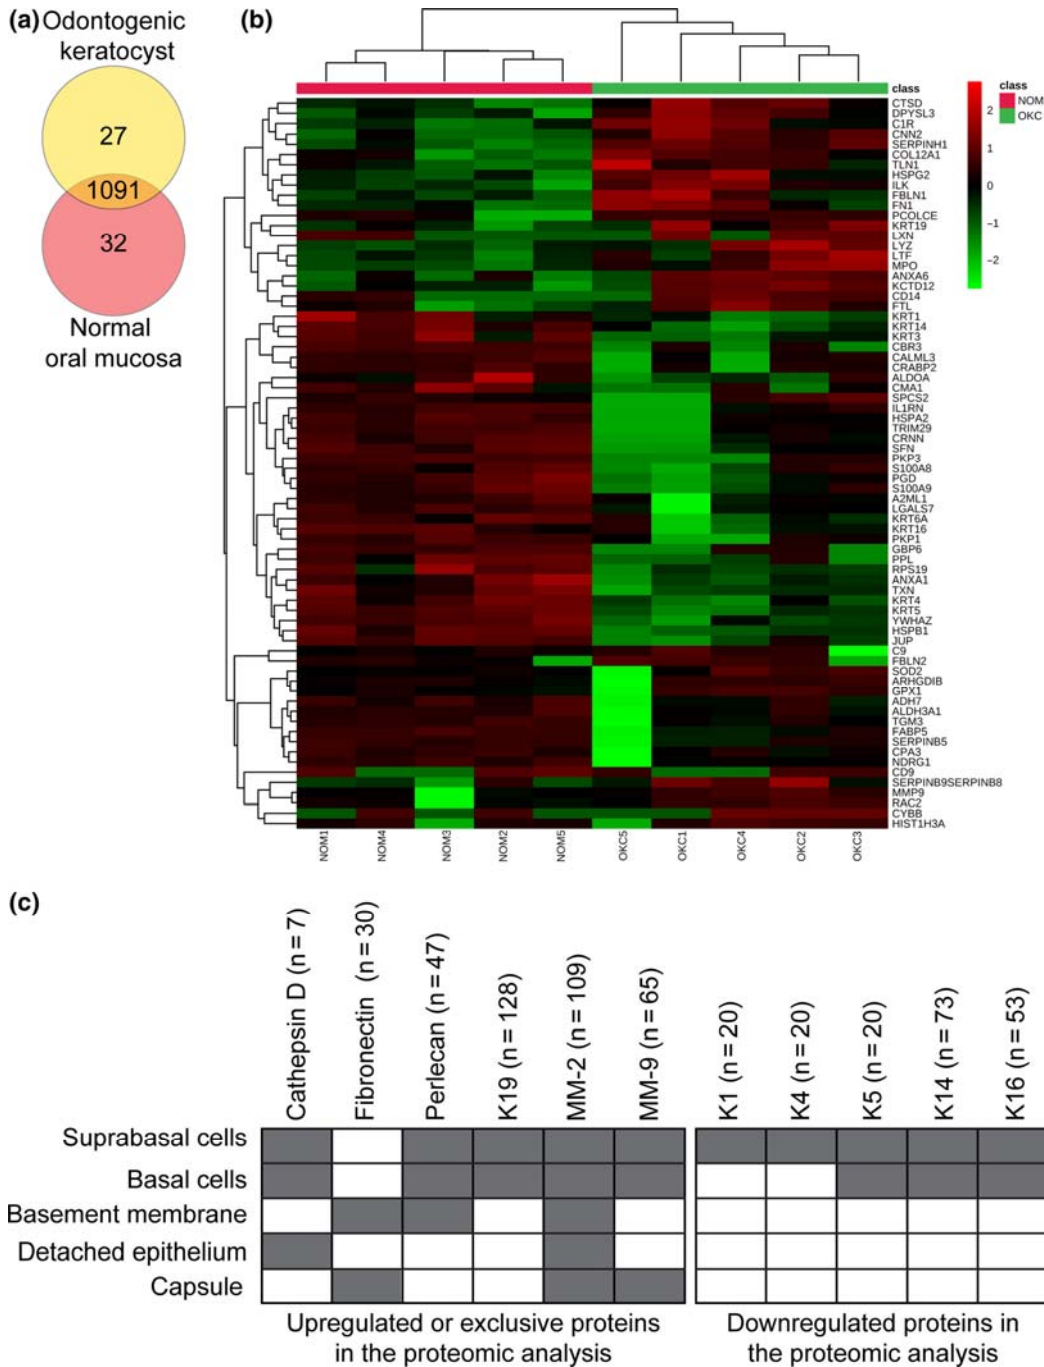 (a)
Odontogenic
keratocyst
27
1091
32
Normal
oral mucosa
(b)
class
class
NOM
OKC
2
1
0
−1
−2
CTSD
DPYSL3
C1R
CNN2
SERPINH1
COL12A1
TLN1
HSPG2
ILK
FBLN1
FN1
PCOLCE
KRT19
LXN
LYZ
LTF
MPO
ANXA6
KCTD12
CD14
FTL
KRT1
KRT14
KRT3
CBR3
CALML3
CRABP2
ALDOA
CMA1
SPCS2
IL1RN
HSPA2
TRIM29
CRNN
SFN
PKP3
S100A8
PGD
S100A9
A2ML1
LGALS7
KRT6A
KRT16
PKP1
GBP6
PPL
RPS19
ANXA1
TXN
KRT4
KRT5
YWHAZ
HSPB1
JUP
C9
FBLN2
SOD2
ARHGDIB
GPX1
ADH7
ALDH3A1
TGM3
FABP5
SERPINB5
CPA3
NDRG1
CD9
SERPINB9SERPINB8
MMP9
RAC2
CYBB
HIST1H3A
NOM1
NOM4
NOM3
NOM2
NOM5
OKC5
OKC1
OKC4
OKC2
OKC3
(c)
Cathepsin D (n = 7)
Fibronectin (n = 30)
Perlecan (n = 47)
K19 (n = 128)
MM-2 (n = 109)
MM-9 (n = 65)
K1 (n = 20)
K4 (n = 20)
K5 (n = 20)
K14 (n = 73)
K16 (n = 53)
Suprabasal cells
Basal cells
Basement membrane
Detached epithelium
Capsule
Upregulated or exclusive proteins
in the proteomic analysis
Downregulated proteins in
the proteomic analysis